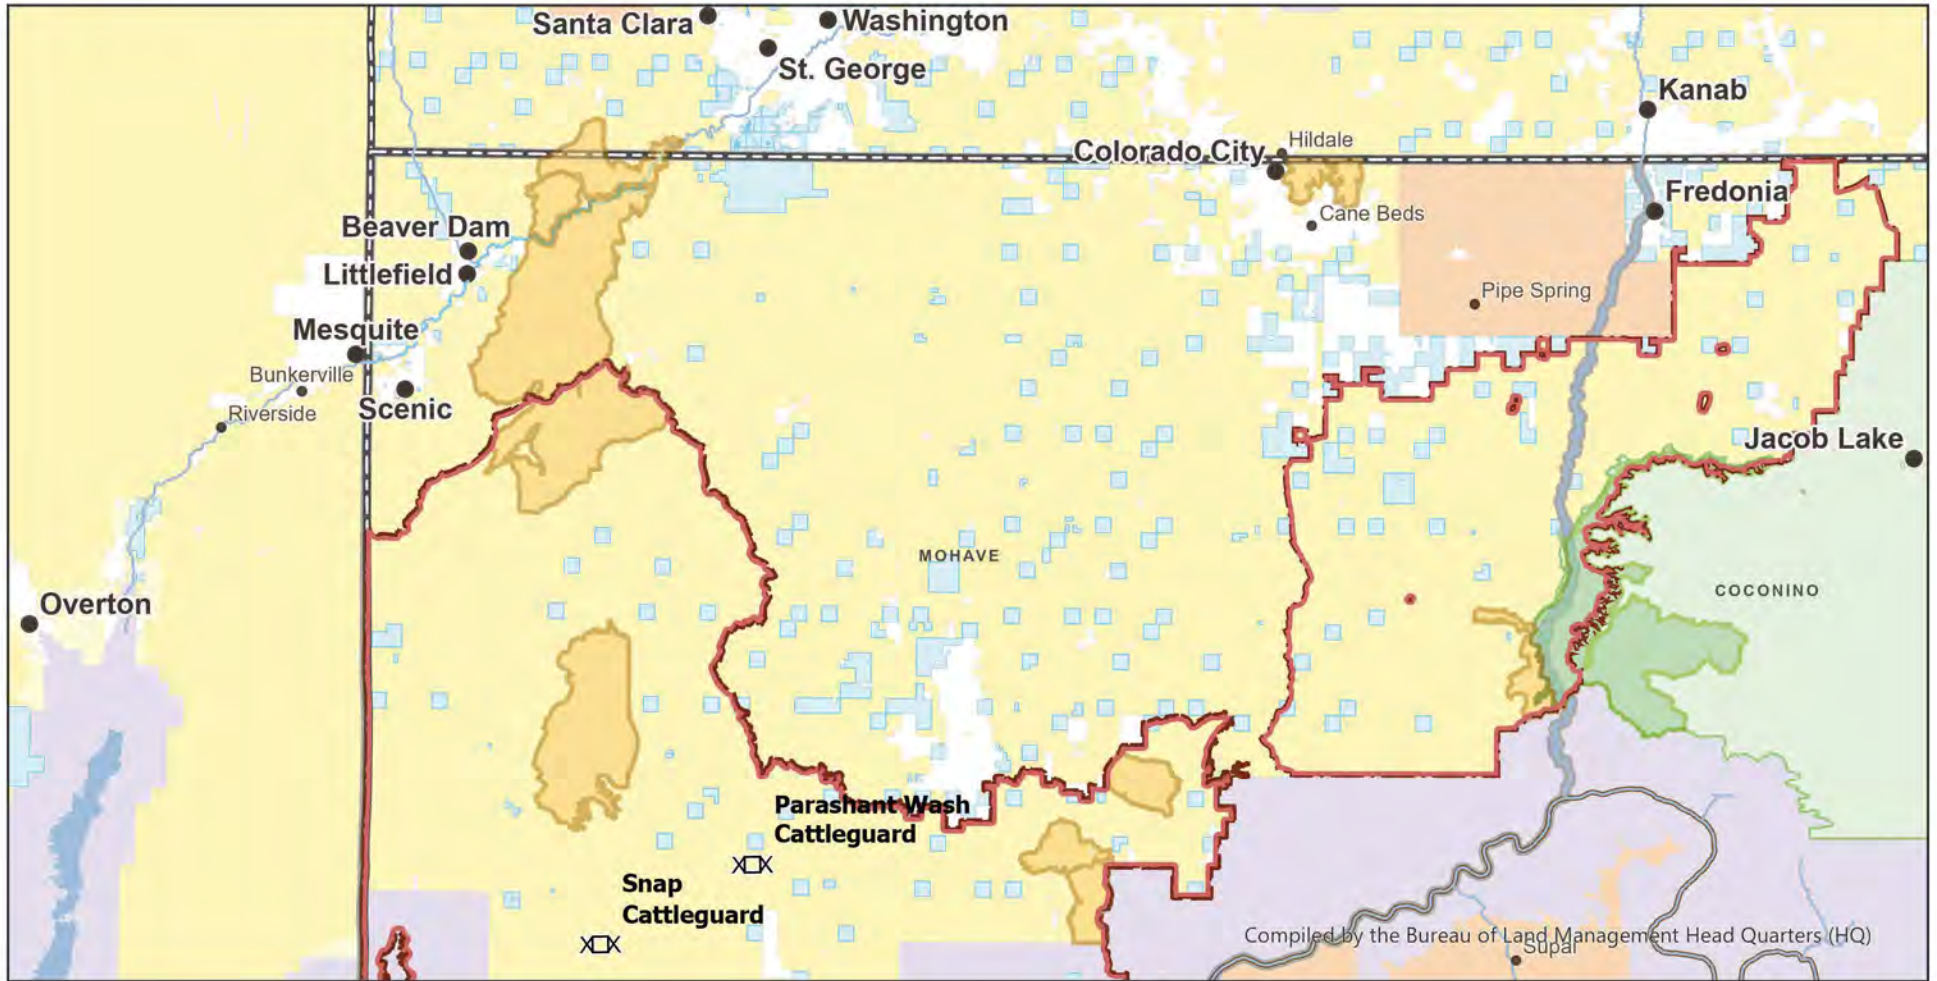 Santa Clara
Washington
St. George
Kanab
Hildale
Colorado City
Fredonia
Cane Beds
Beaver Dam
Littlefield
Pipe Spring
Mesquite
Bunkerville
Scenic
Riverside
Jacob Lake
MOHAVE
COCONINO
Overton
Parashant Wash
Cattleguard
Snap
Cattleguard
Compiled by the Bureau of Land Management Head Quarters (HQ)
Supai